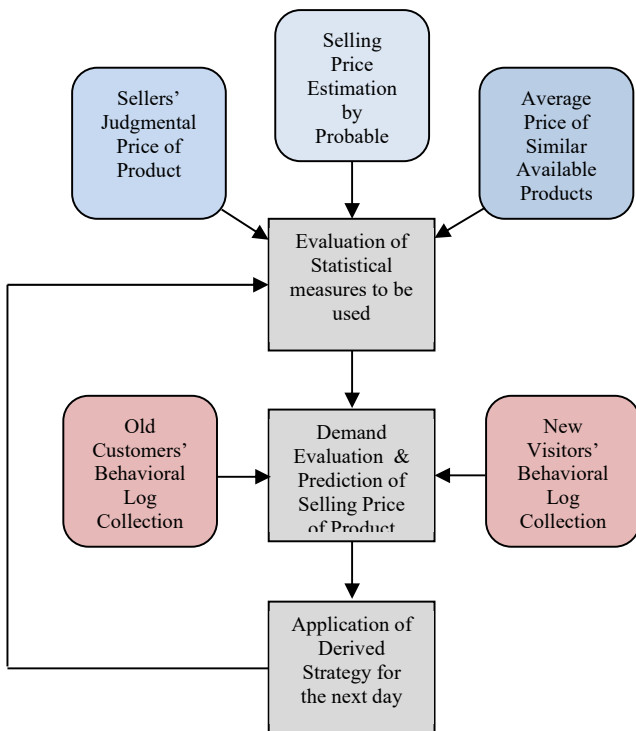 Selling
Price
Estimation
by
Probable
Sellers’
Judgmental
Price of
Product
Average
Price of
Similar
Available
Products
Evaluation of
Statistical
measures to be
used
Old
Customers’
Behavioral
Log
Collection
Demand
Evaluation &
Prediction of
Selling Price
of Product
New
Visitors’
Behavioral
Log
Collection
Application of
Derived
Strategy for
the next day